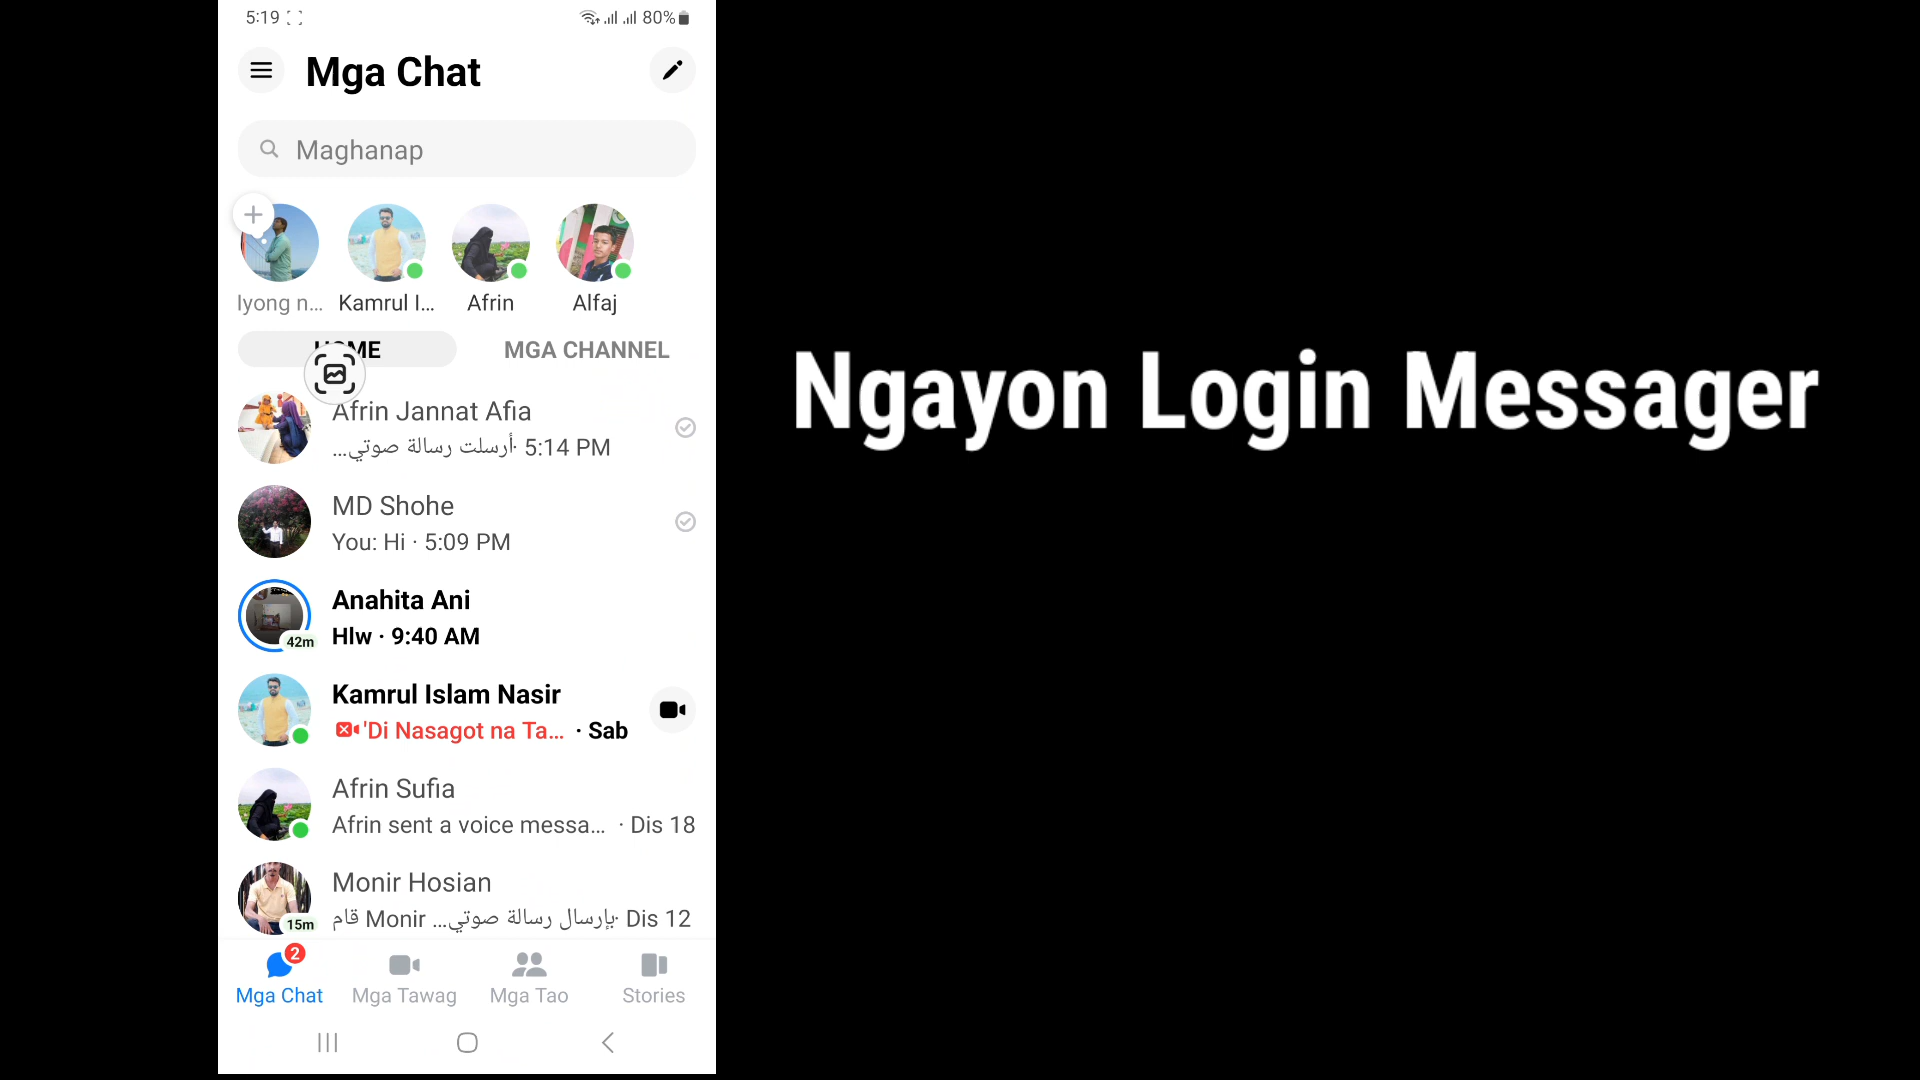 5:19 80%
Mga Chat
Maghanap
Iyong n... Kamrul I... Afrin Alfaj
HOME MGA CHANNEL
Afrin Jannat Afia
أرسلت رسالة صوتي... · 5:14 PM
MD Shohe
You: Hi · 5:09 PM
Anahita Ani
42m Hlw · 9:40 AM
Kamrul Islam Nasir
'Di Nasagot na Ta... · Sab
Afrin Sufia
Afrin sent a voice messa... · Dis 18
Monir Hosian
قام Monir بإرسال رسالة صوتي... · Dis 12
15m
2
Mga Chat Mga Tawag Mga Tao Stories
Ngayon Login Messager